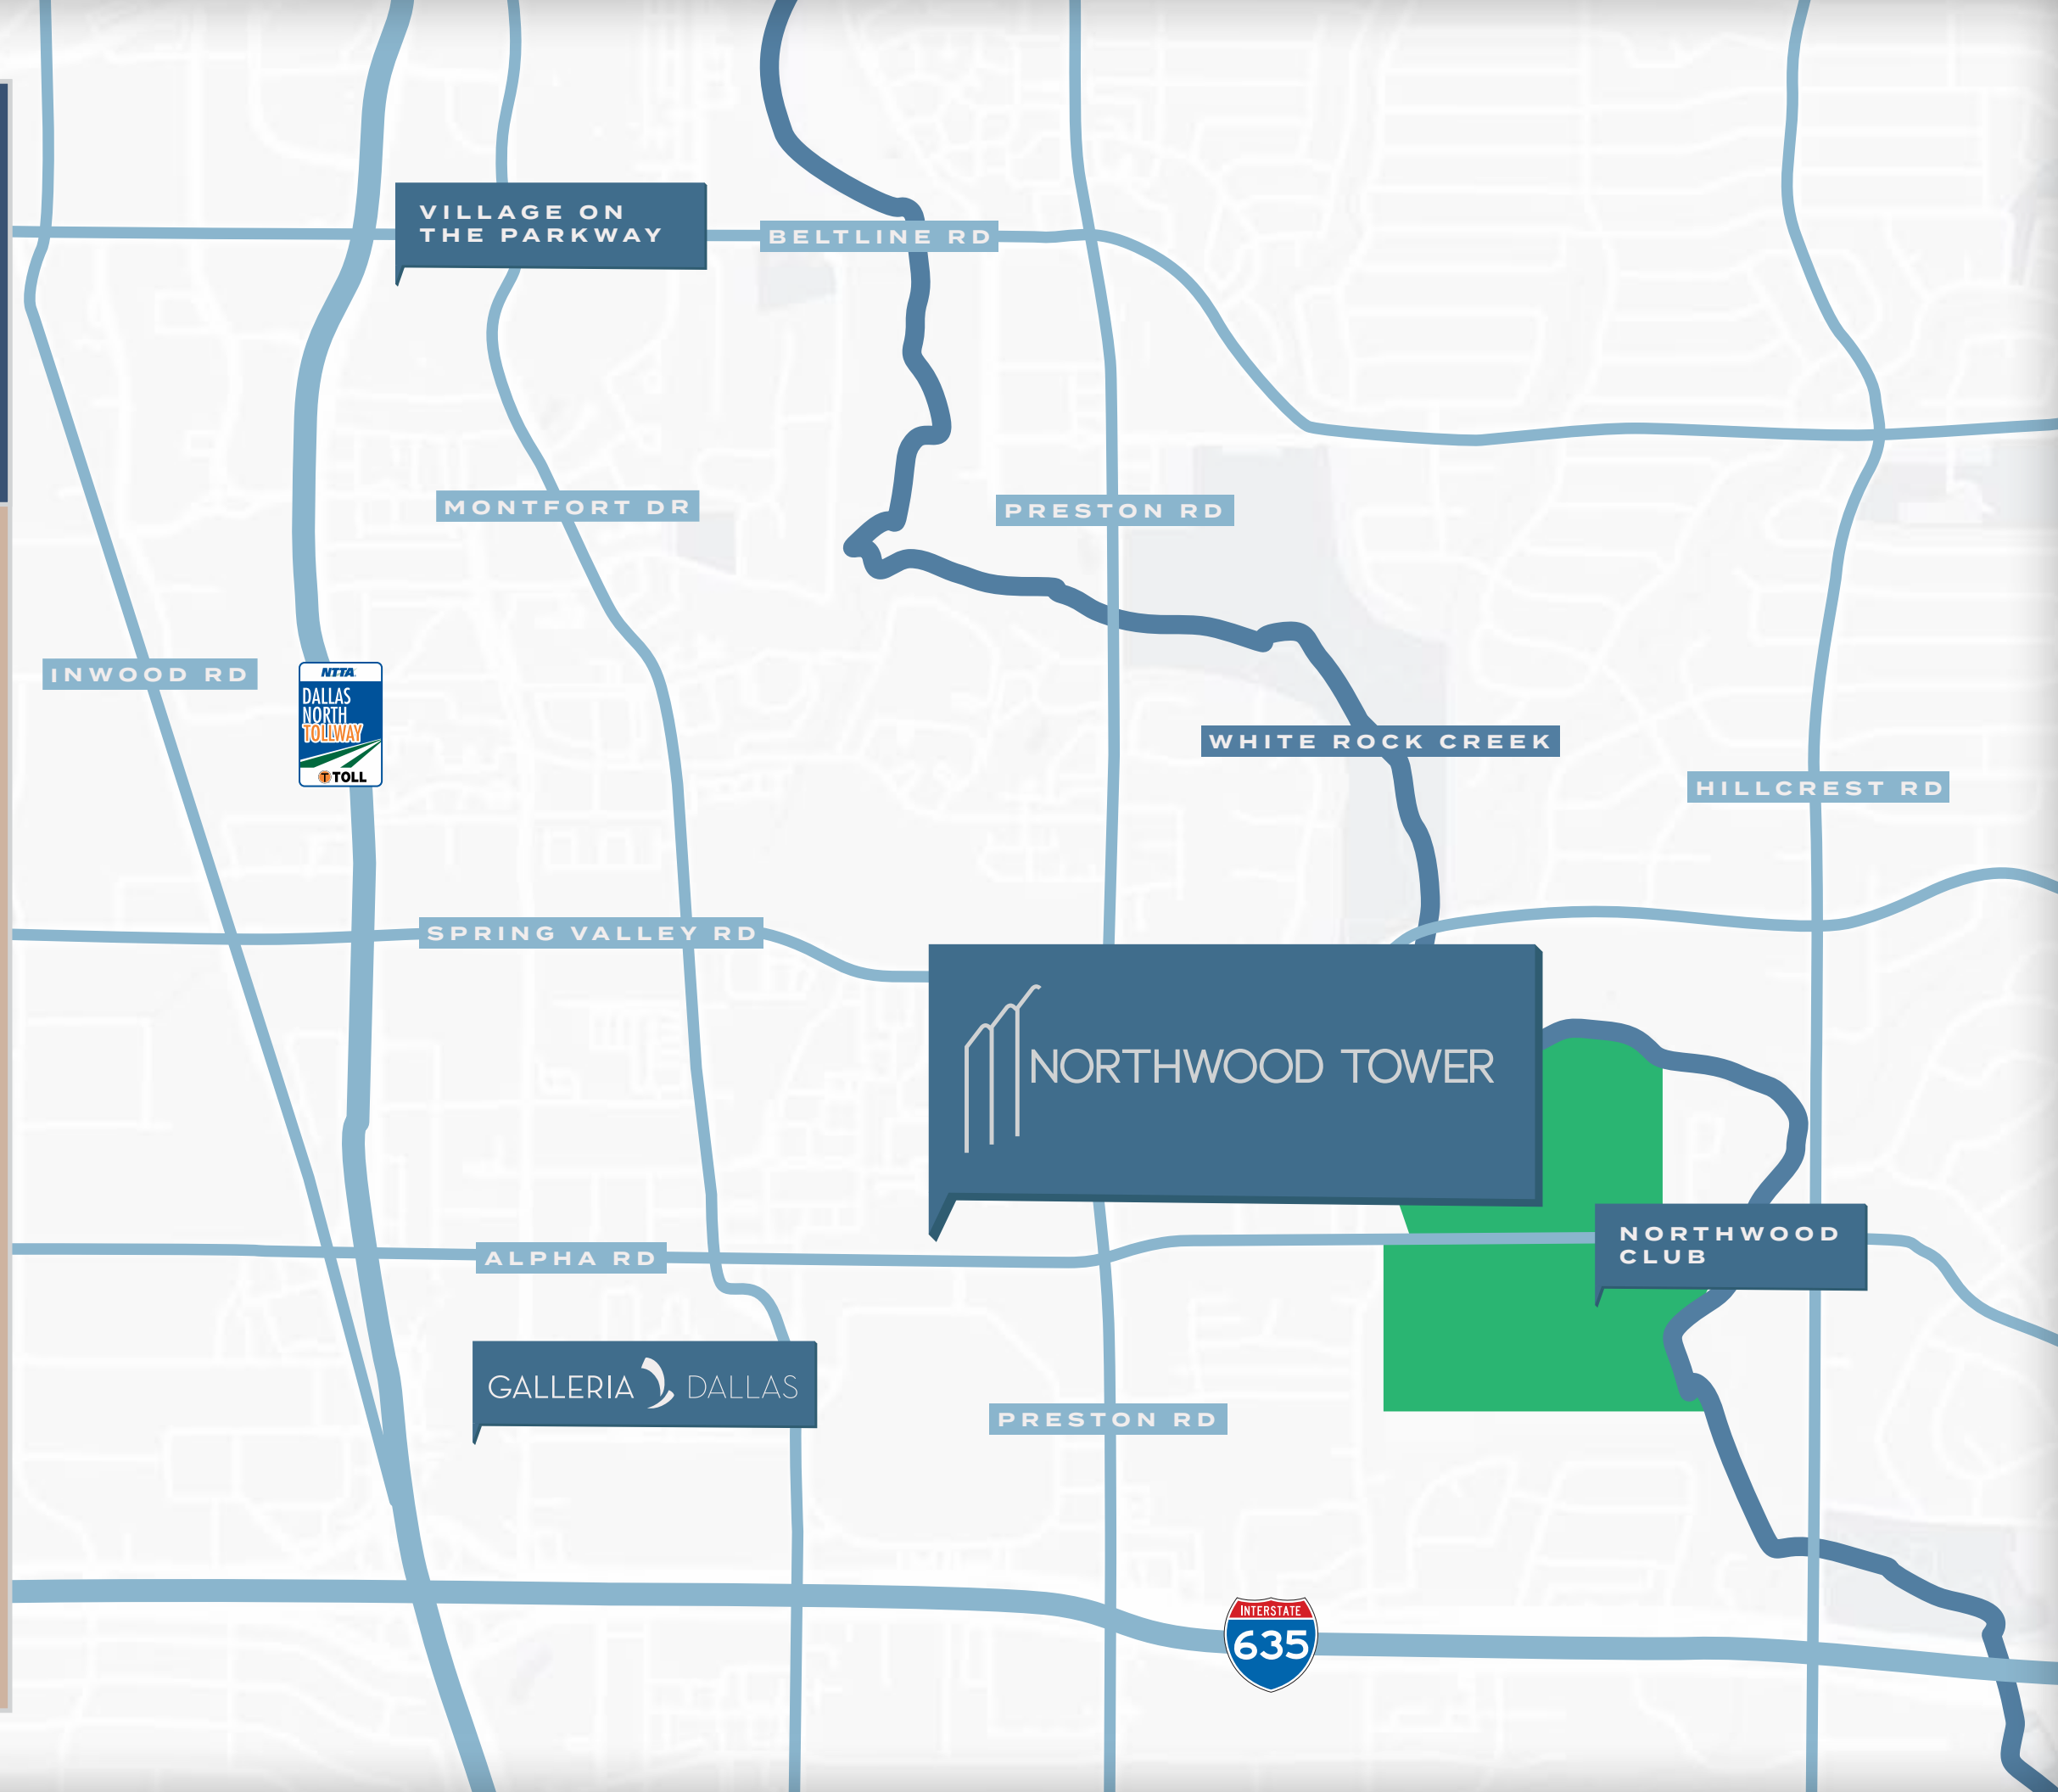 VILLAGE ON
THE PARKWAY
BELTLINE RD
MONTFORT DR
PRESTON RD
INWOOD RD
NTTA
DALLAS
NORTH
TOLLWAY
T TOLL
WHITE ROCK CREEK
HILLCREST RD
SPRING VALLEY RD
NORTHWOOD TOWER
NORTHWOOD
CLUB
ALPHA RD
GALLERIA DALLAS
PRESTON RD
INTERSTATE
635